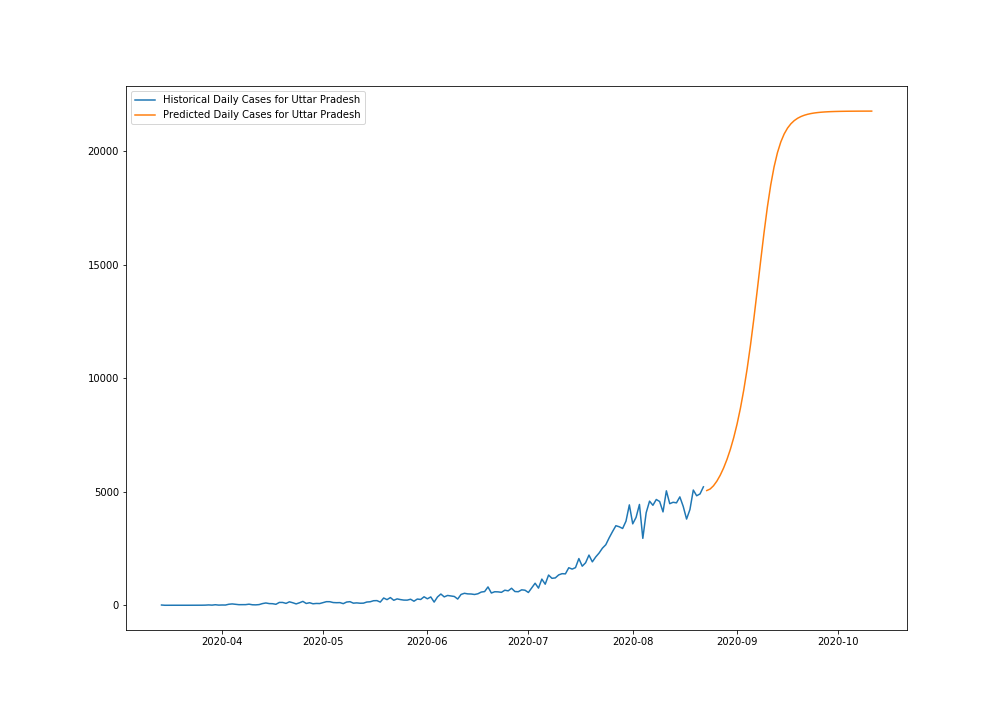 Historical Daily Cases for Uttar Pradesh
Predicted Daily Cases for Uttar Pradesh
20000
15000
10000
5000
0
2020-04 2020-05 2020-06 2020-07 2020-08 2020-09 2020-10